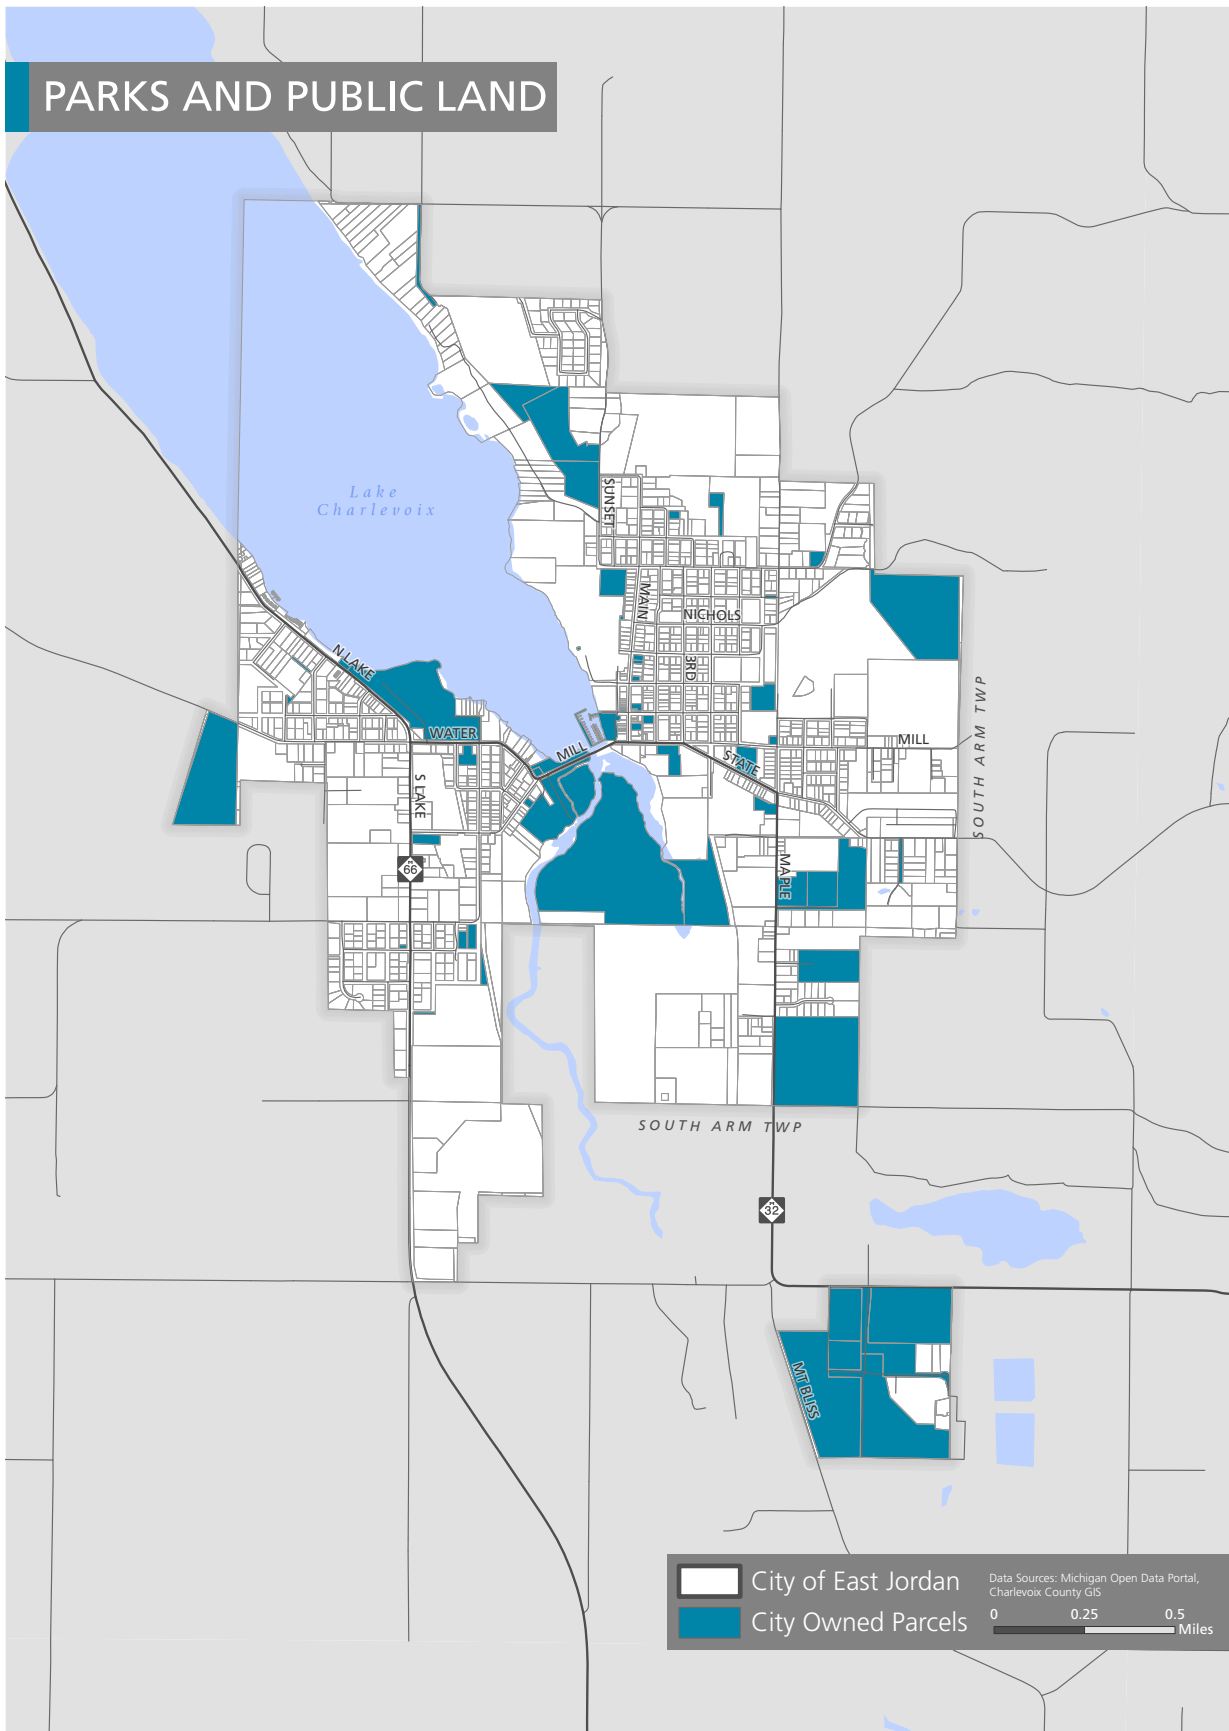 PARKS AND PUBLIC LAND
Lake
Charlevoix
SUNSET
MAIN
NICHOLS
3RD
N LAKE
WATER
MILL
STATE
MILL
SOUTH ARM TWP
S LAKE
MAPLE
M
66
SOUTH ARM TWP
M
32
MT BLISS
City of East Jordan
City Owned Parcels
Data Sources: Michigan Open Data Portal,
Charlevoix County GIS
0 0.25 0.5
Miles